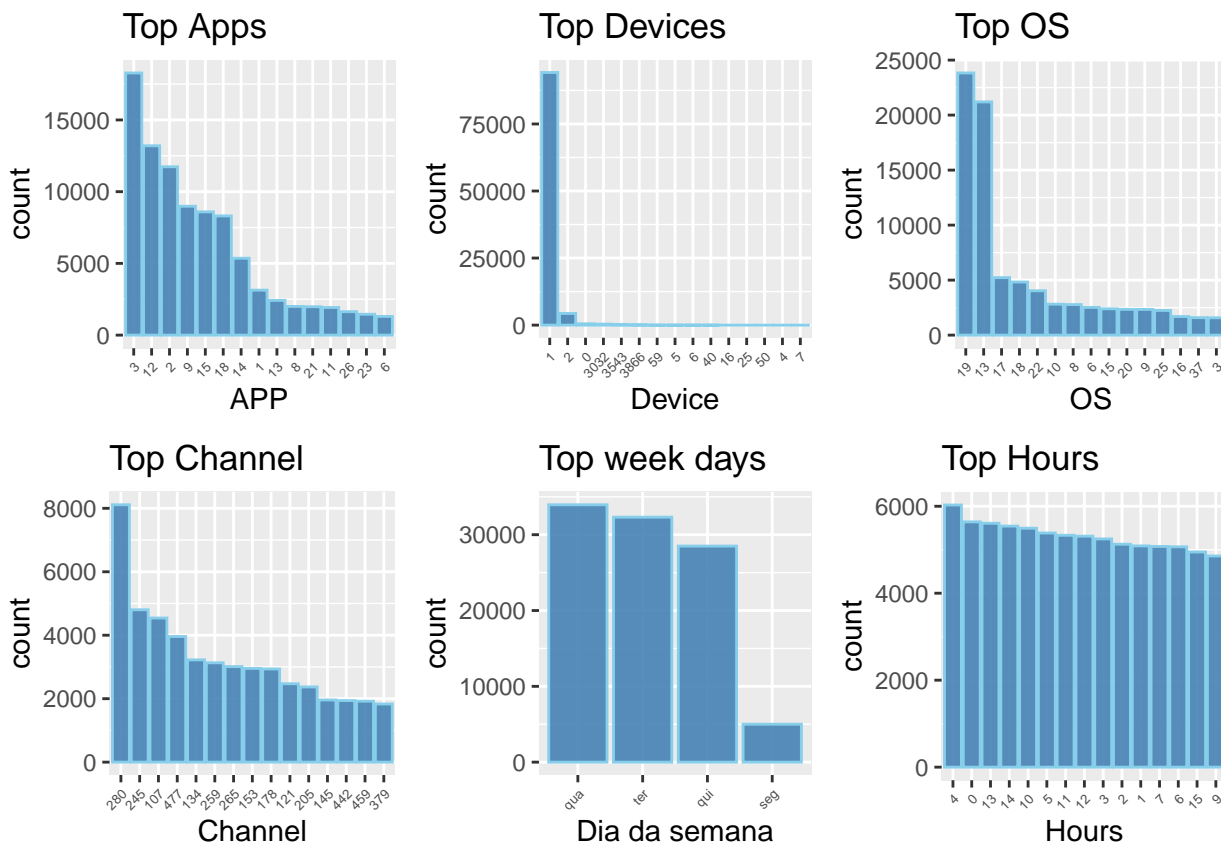 Top Apps
15000
10000
5000
0
count
3 12 2 9 15 18 14 1 13 8 21 11 26 23 6
APP
Top Devices
75000
50000
25000
0
count
1 2 0 3032 3543 3866 59 5 6 40 16 25 50 4 7
Device
Top OS
25000
20000
15000
10000
5000
0
count
19 13 17 18 22 10 8 6 15 20 9 25 16 37 3
OS
Top Channel
8000
6000
4000
2000
0
count
280 245 107 477 134 259 265 153 178 121 205 145 442 459 379
Channel
Top week days
30000
20000
10000
0
count
qua ter qui seg
Dia da semana
Top Hours
6000
4000
2000
0
count
4 0 13 14 10 5 11 12 3 2 1 7 6 15 9
Hours